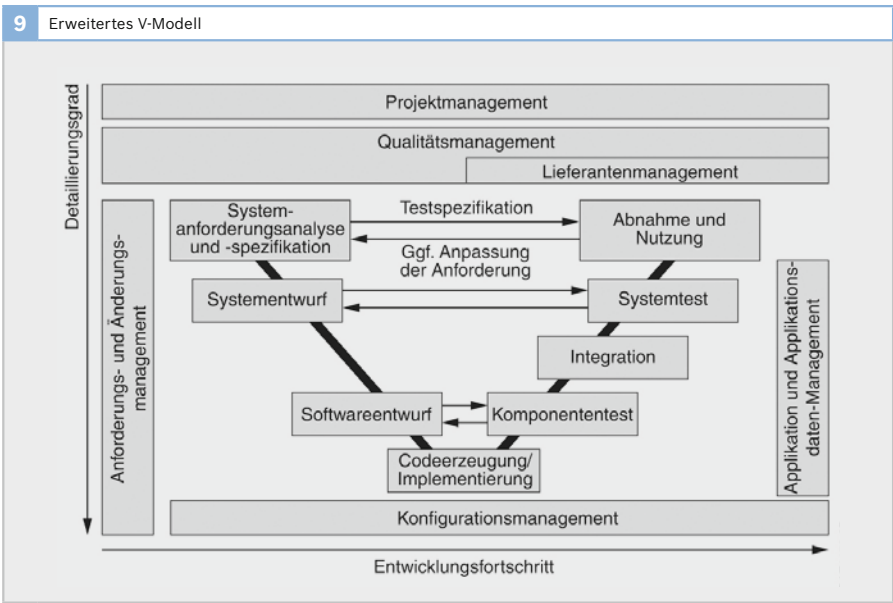 9 Erweitertes V-Modell
Detaillierungsgrad
Projektmanagement
Qualitätsmanagement
Lieferantenmanagement
Anforderungs- und Änderungs-
management
System-
anforderungsanalyse
und -spezifikation
Testspezifikation
Ggf. Anpassung
der Anforderung
Abnahme und
Nutzung
Systementwurf
Systemtest
Integration
Softwareentwurf
Komponententest
Codeerzeugung/
Implementierung
Applikation und Applikations-
daten-Management
Konfigurationsmanagement
Entwicklungsfortschritt